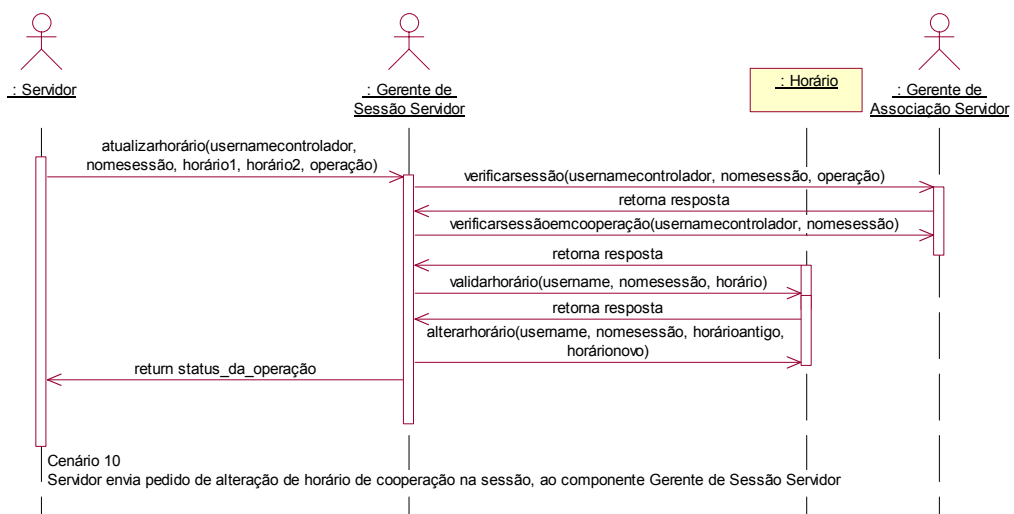 : Servidor
: Gerente de
Sessão Servidor
: Horário
: Gerente de
Associação Servidor
atualizarhorário(usernamecontrolador,
nomesessão, horário1, horário2, operação)
verificarsessão(usernamecontrolador, nomesessão, operação)
retorna resposta
verificarsessãoemcooperação(usernamecontrolador, nomesessão)
retorna resposta
validarhorário(username, nomesessão, horário)
retorna resposta
alterarhorário(username, nomesessão, horárioantigo,
horárionovo)
return status_da_operação
Cenário 10
Servidor envia pedido de alteração de horário de cooperação na sessão, ao componente Gerente de Sessão Servidor